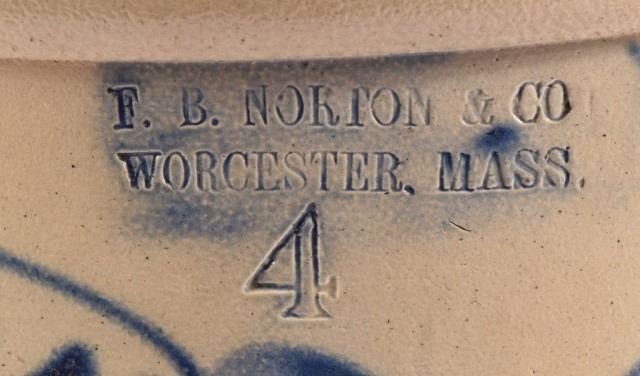 F. B. NORTON & CO
WORCESTER, MASS.
4